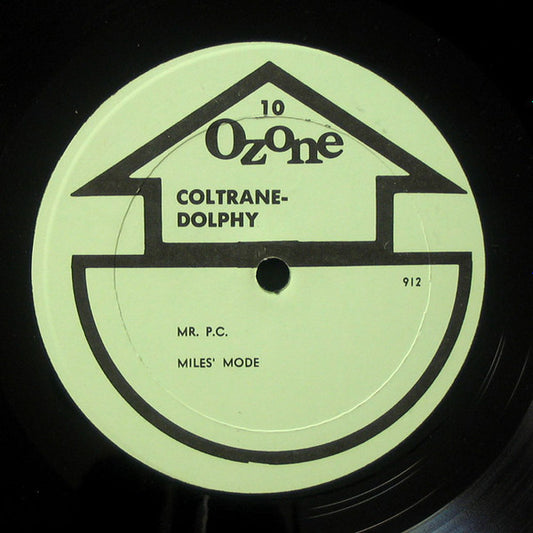 10
Ozone
COLTRANE-
DOLPHY
912
MR. P.C.
MILES' MODE